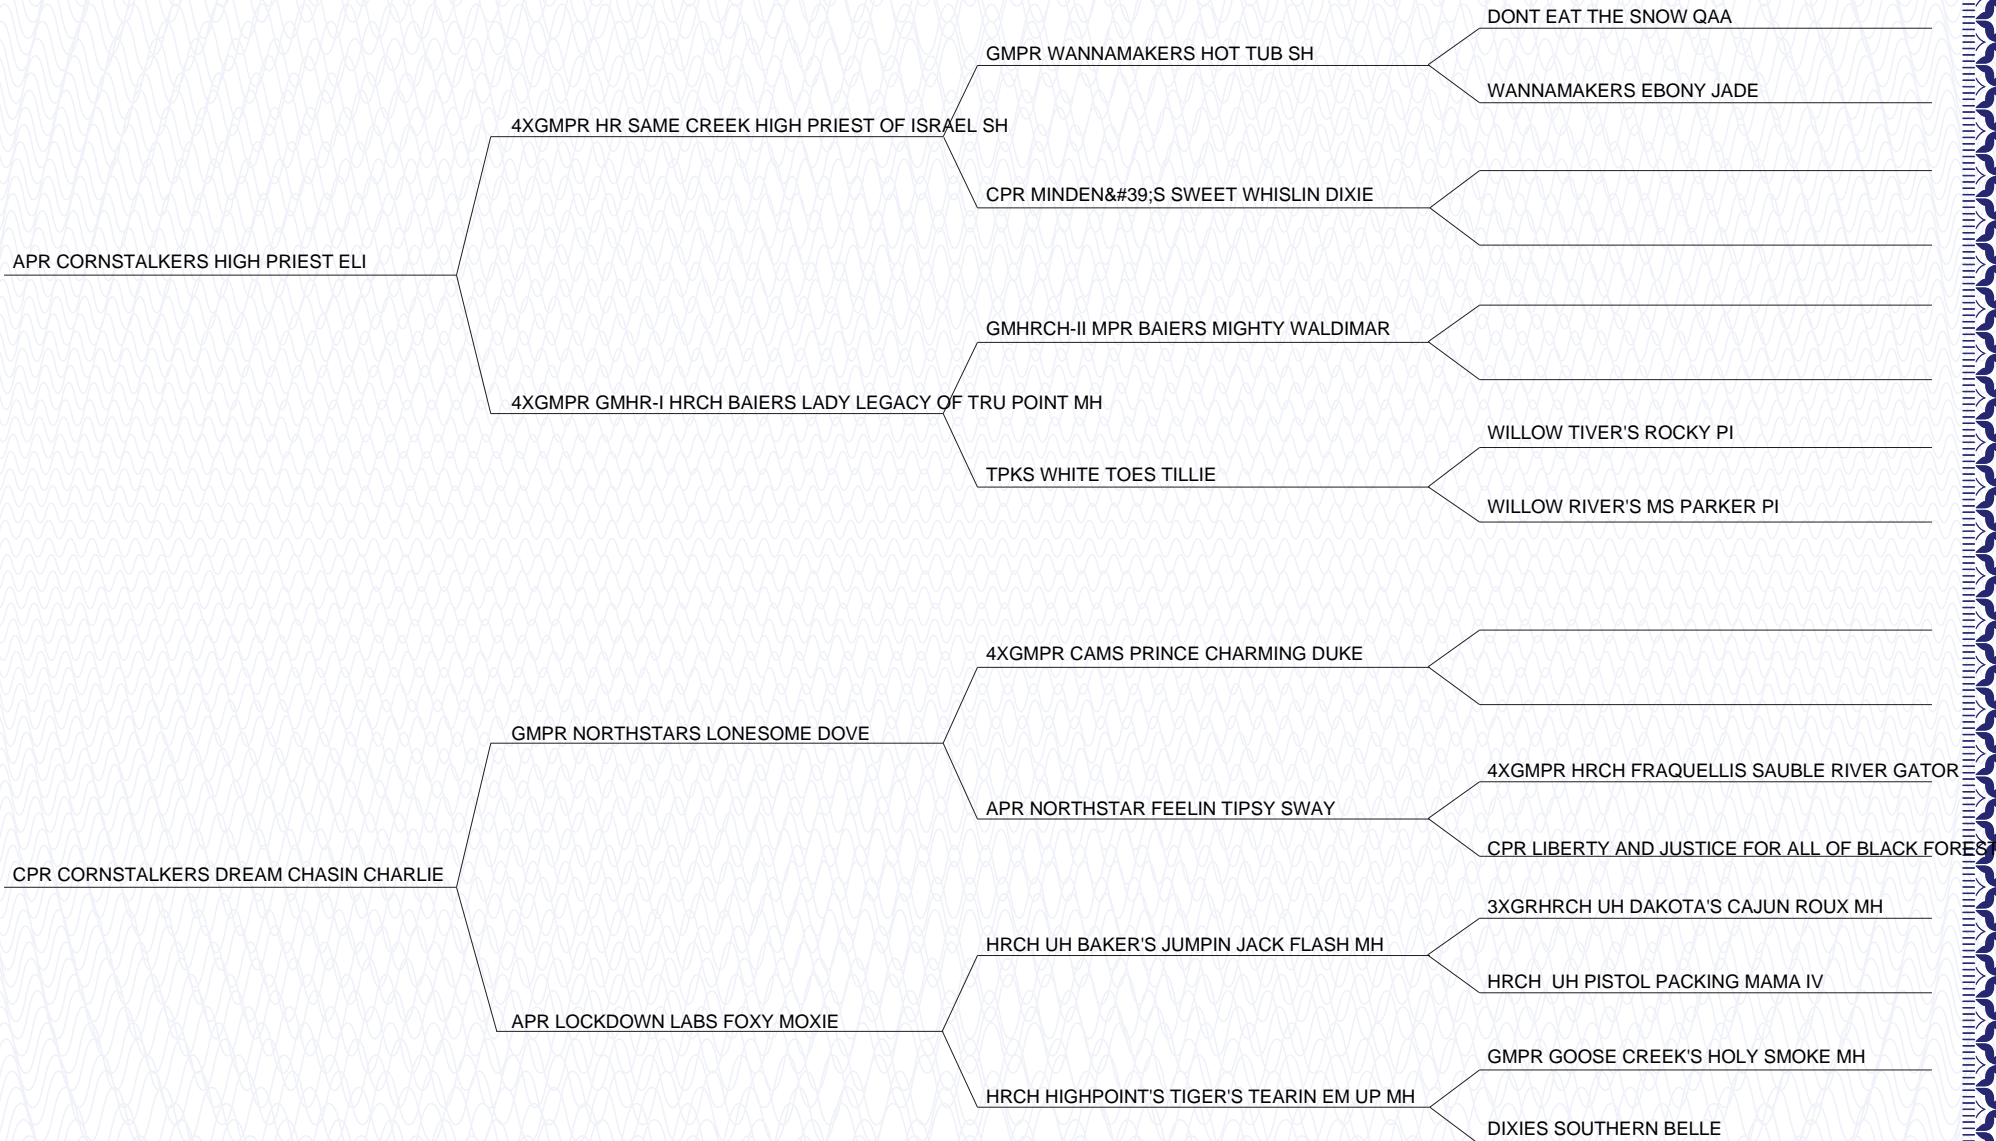 DONT EAT THE SNOW QAA
GMPR WANNAMAKERS HOT TUB SH
WANNAMAKERS EBONY JADE
4XGMPR HR SAME CREEK HIGH PRIEST OF ISRAEL SH
CPR MINDEN&#39;S SWEET WHISLIN DIXIE
APR CORNSTALKERS HIGH PRIEST ELI
GMHRCH-II MPR BAIERS MIGHTY WALDIMAR
4XGMPR GMHR-I HRCH BAIERS LADY LEGACY OF TRU POINT MH
WILLOW TIVER'S ROCKY PI
TPKS WHITE TOES TILLIE
WILLOW RIVER'S MS PARKER PI
4XGMPR CAMS PRINCE CHARMING DUKE
GMPR NORTHSTARS LONESOME DOVE
4XGMPR HRCH FRAQUELLIS SAUBLE RIVER GATOR
APR NORTHSTAR FEELIN TIPSY SWAY
CPR LIBERTY AND JUSTICE FOR ALL OF BLACK FOREST
CPR CORNSTALKERS DREAM CHASIN CHARLIE
3XGRHRCH UH DAKOTA'S CAJUN ROUX MH
HRCH UH BAKER'S JUMPIN JACK FLASH MH
HRCH  UH PISTOL PACKING MAMA IV
APR LOCKDOWN LABS FOXY MOXIE
GMPR GOOSE CREEK'S HOLY SMOKE MH
HRCH HIGHPOINT'S TIGER'S TEARIN EM UP MH
DIXIES SOUTHERN BELLE